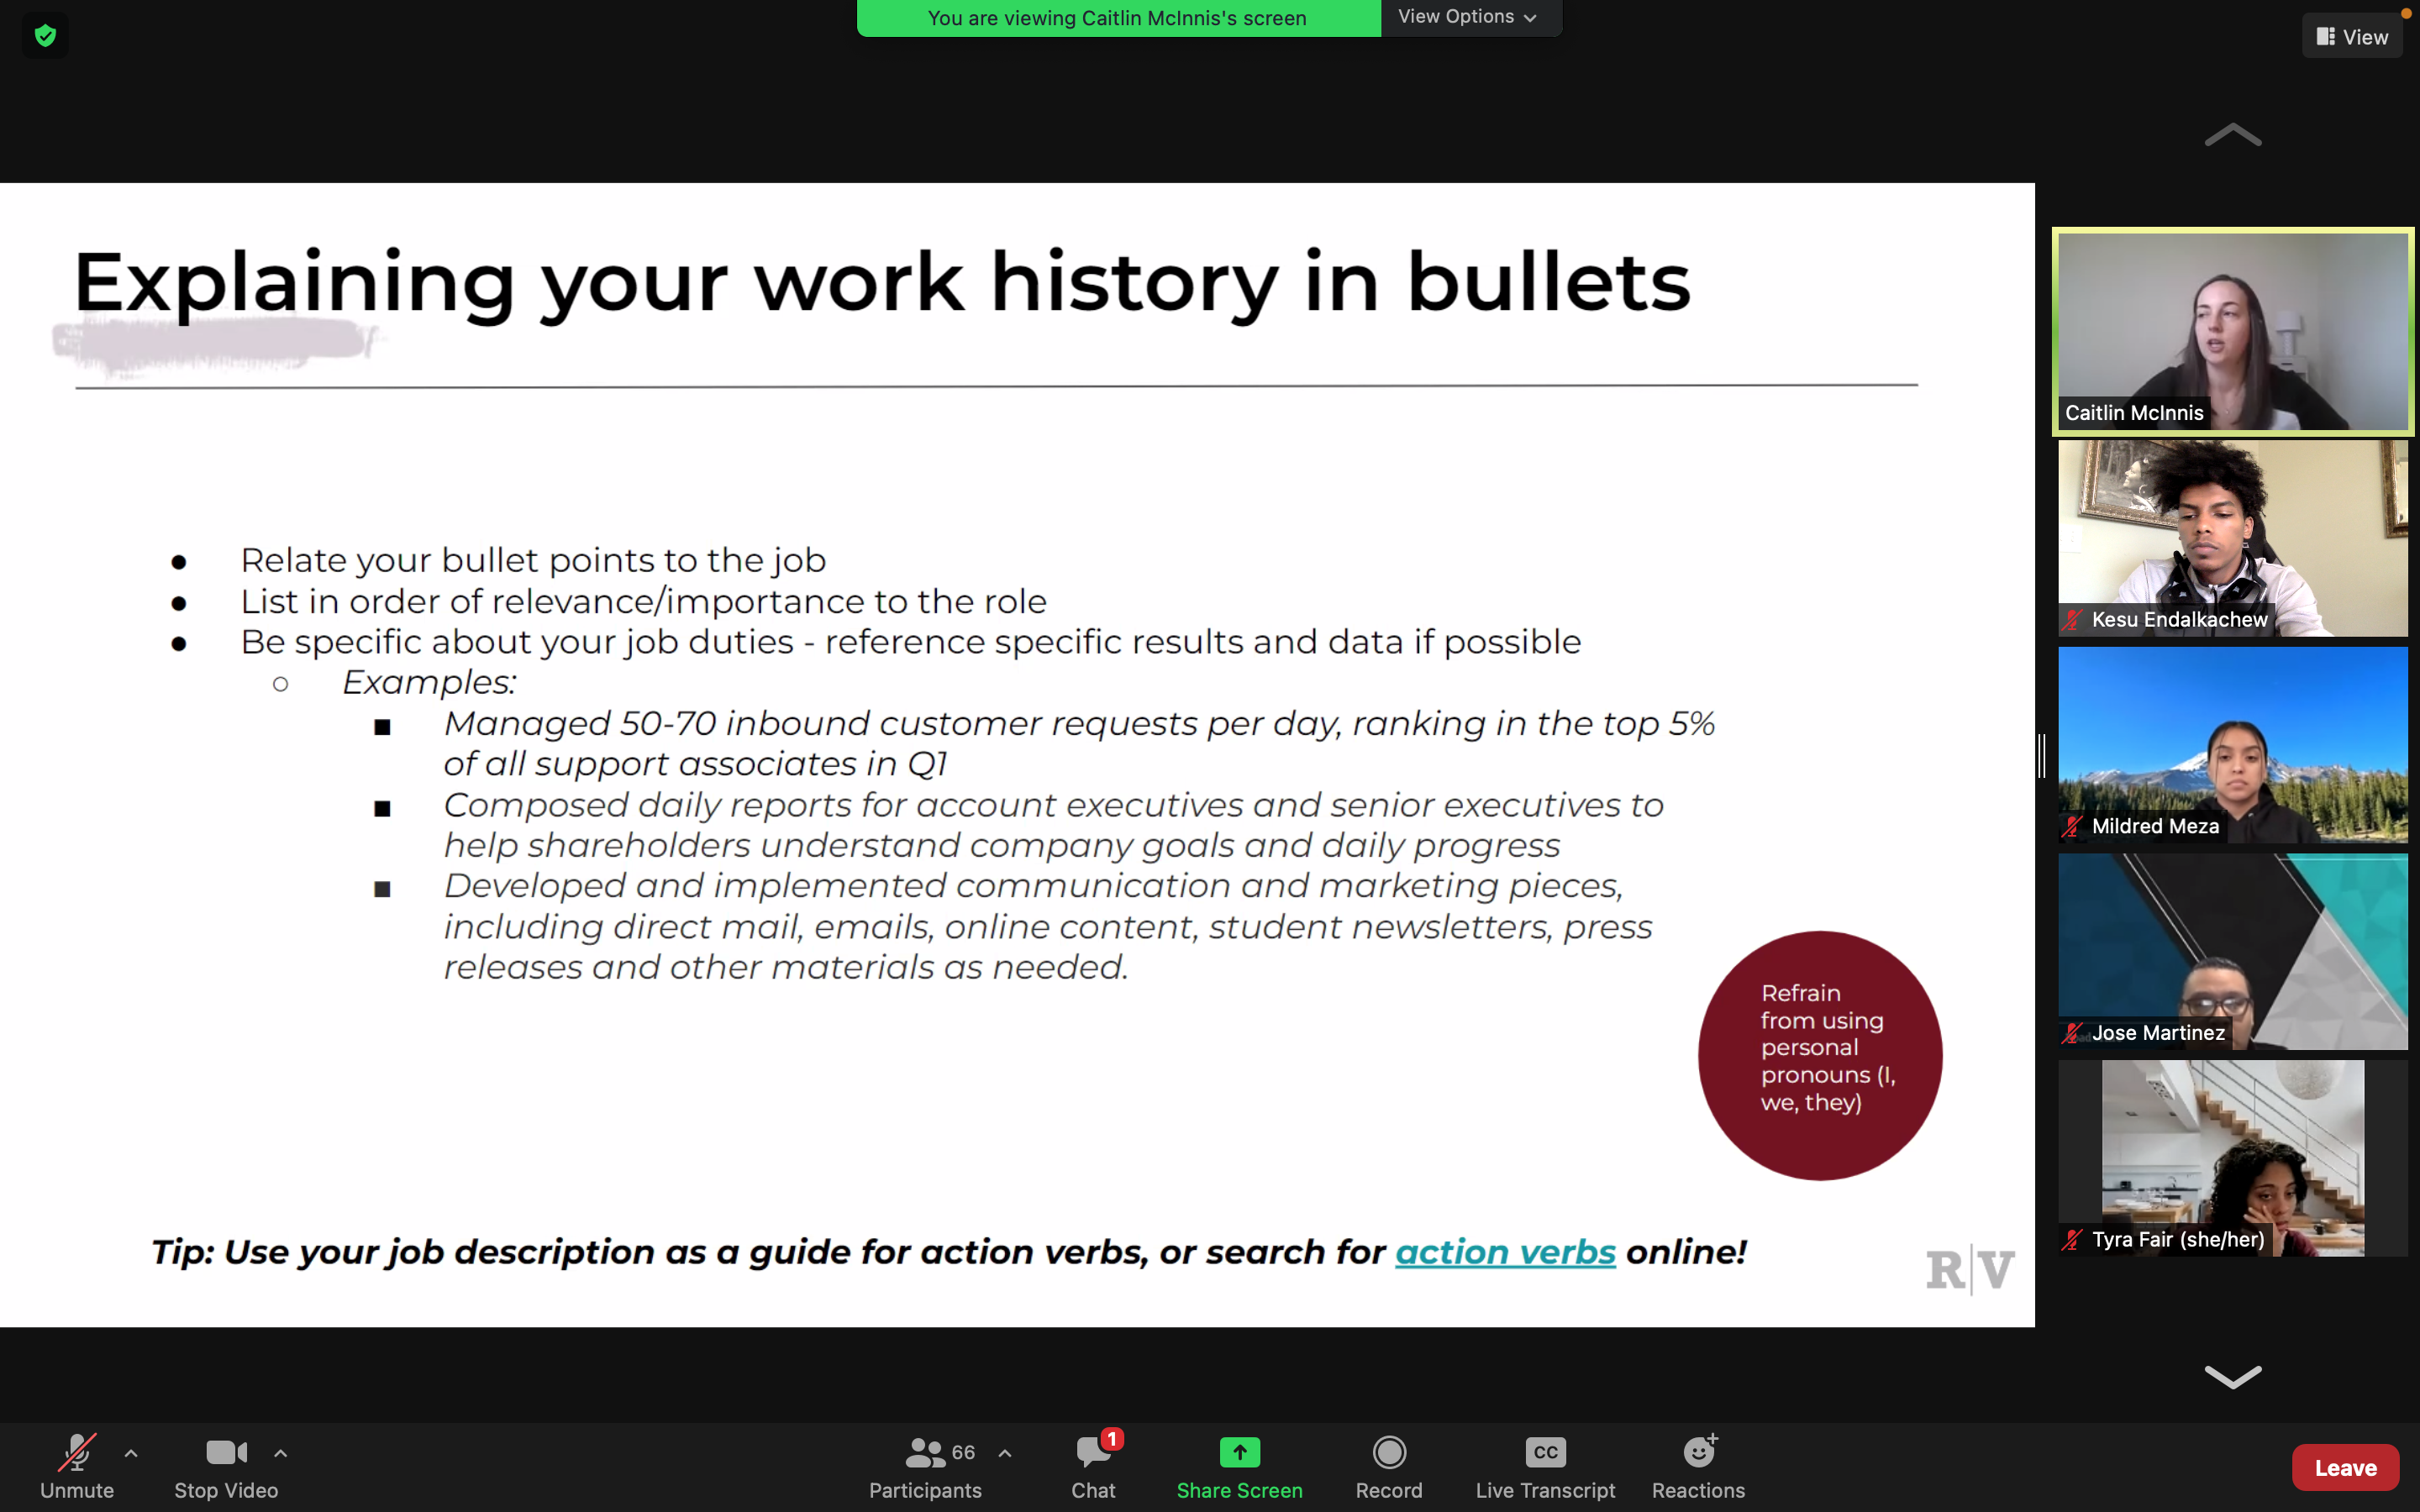 You are viewing Caitlin McInnis's screen
View Options
View
Explaining your work history in bullets
● Relate your bullet points to the job
● List in order of relevance/importance to the role
● Be specific about your job duties - reference specific results and data if possible
○ Examples:
■ Managed 50-70 inbound customer requests per day, ranking in the top 5%
of all support associates in Q1
■ Composed daily reports for account executives and senior executives to
help shareholders understand company goals and daily progress
■ Developed and implemented communication and marketing pieces,
including direct mail, emails, online content, student newsletters, press
releases and other materials as needed.
Refrain
from using
personal
pronouns (I,
we, they)
Tip: Use your job description as a guide for action verbs, or search for action verbs online!
R|V
Caitlin McInnis
Kesu Endalkachew
Mildred Meza
Jose Martinez
Tyra Fair (she/her)
Unmute
Stop Video
66
Participants
1
Chat
Share Screen
Record
CC
Live Transcript
Reactions
Leave